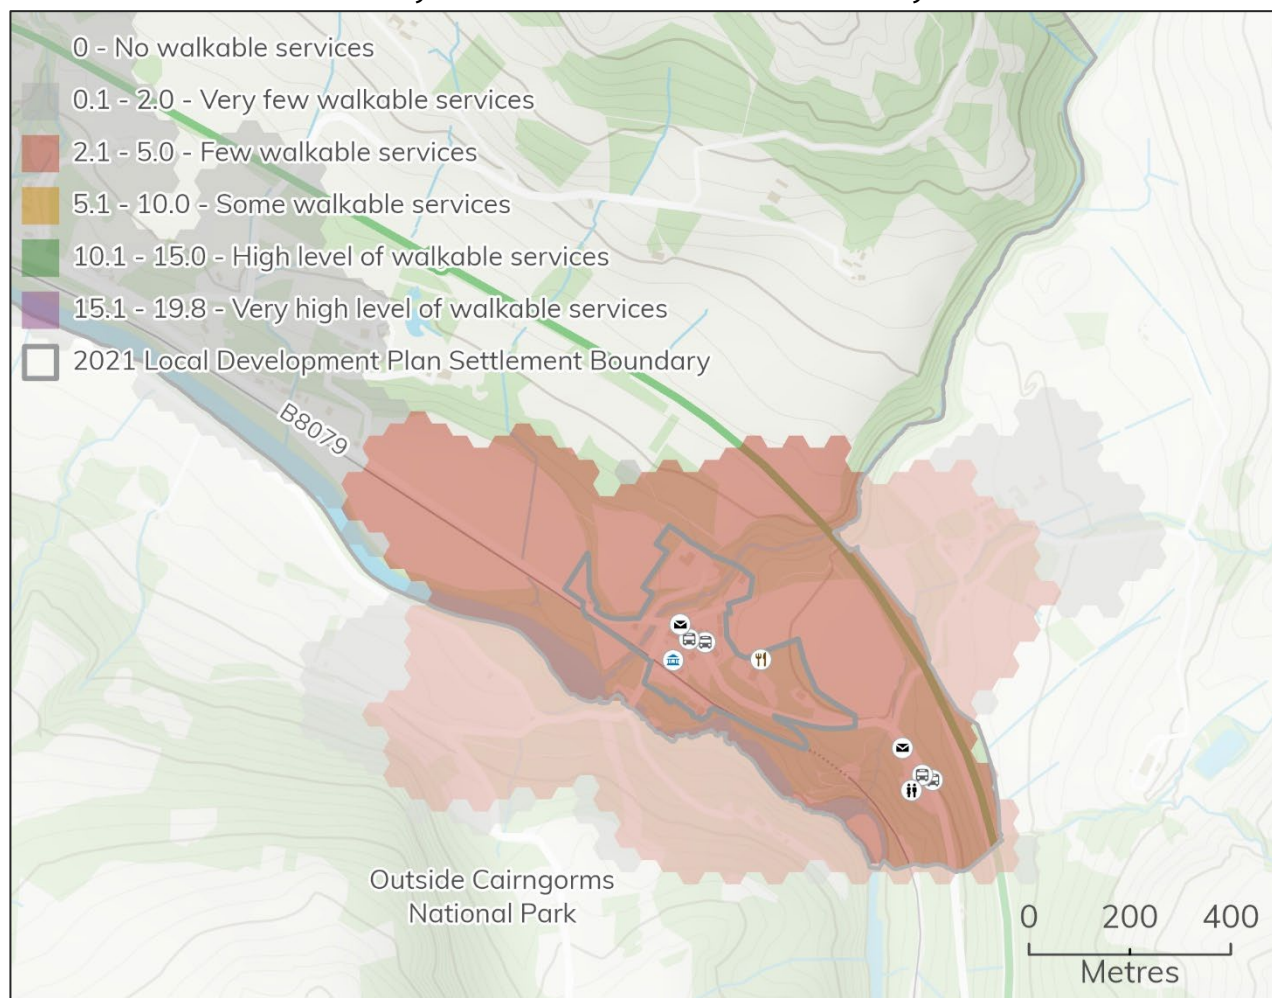 0 - No walkable services
0.1 - 2.0 - Very few walkable services
2.1 - 5.0 - Few walkable services
5.1 - 10.0 - Some walkable services
10.1 - 15.0 - High level of walkable services
15.1 - 19.8 - Very high level of walkable services
2021 Local Development Plan Settlement Boundary
B8079
Outside Cairngorms
National Park
0 200 400
Metres